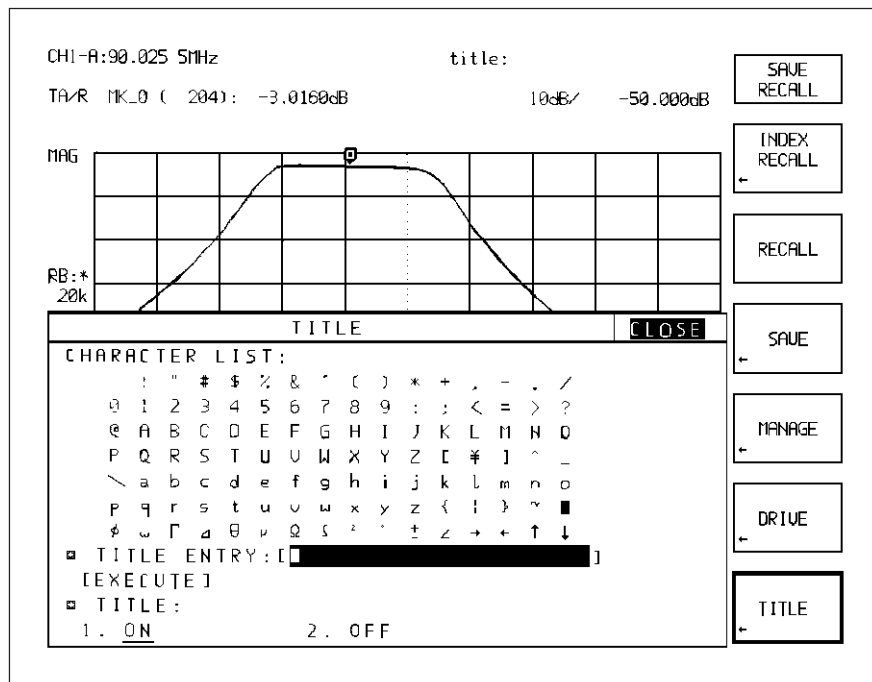 CH1-A:90.025 5MHz title:
TA/R MK_0 ( 204): -3.0160dB 10dB/ -50.000dB
MAG
RB:*
20k
TITLE CLOSE
CHARACTER LIST:
! " # $ % & ´ ( ) * + , - . /
0 1 2 3 4 5 6 7 8 9 : ; < = > ?
@ A B C D E F G H I J K L M N O
P Q R S T U V W X Y Z [ ¥ ] ^ _
\ a b c d e f g h i j k l m n o
p q r s t u v w x y z { ¦ } ~ ■
ϕ ω Γ Δ θ μ Ω ∫ ² ° ± ∠ → ← ↑ ↓
TITLE ENTRY:[ ]
[EXECUTE]
TITLE:
1. ON 2. OFF
SAVE
RECALL
INDEX
RECALL
←
RECALL
SAVE
←
MANAGE
←
DRIVE
←
TITLE
←